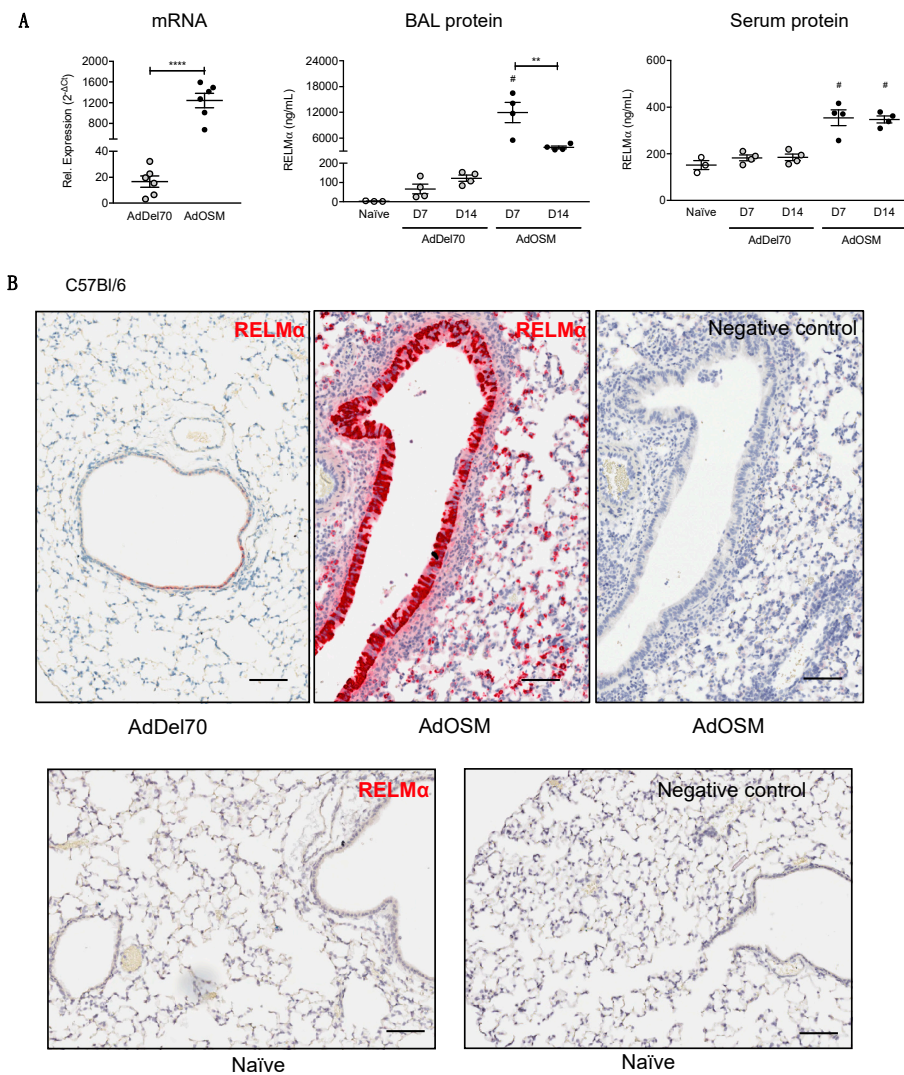 A
mRNA
BAL protein
Serum protein
Rel. Expression (2-ΔCt)
2000
1600
1200
800
40
20
0
****
AdDel70
AdOSM
RELMα (ng/mL)
24000
18000
12000
6000
200
100
0
#
**
Naïve
D7
D14
D7
D14
AdDel70
AdOSM
RELMα (ng/mL)
600
400
200
0
#
#
Naïve
D7
D14
D7
D14
AdDel70
AdOSM
B
C57Bl/6
RELMα
RELMα
Negative control
AdDel70
AdOSM
AdOSM
RELMα
Negative control
Naïve
Naïve